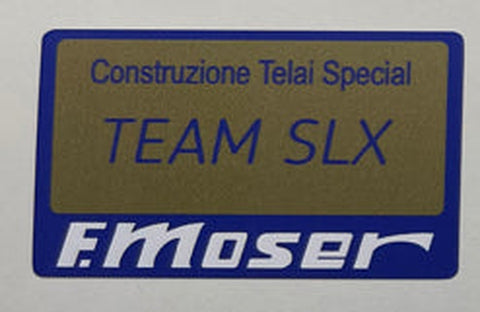 Construzione Telai Special
TEAM SLX
F.Moser